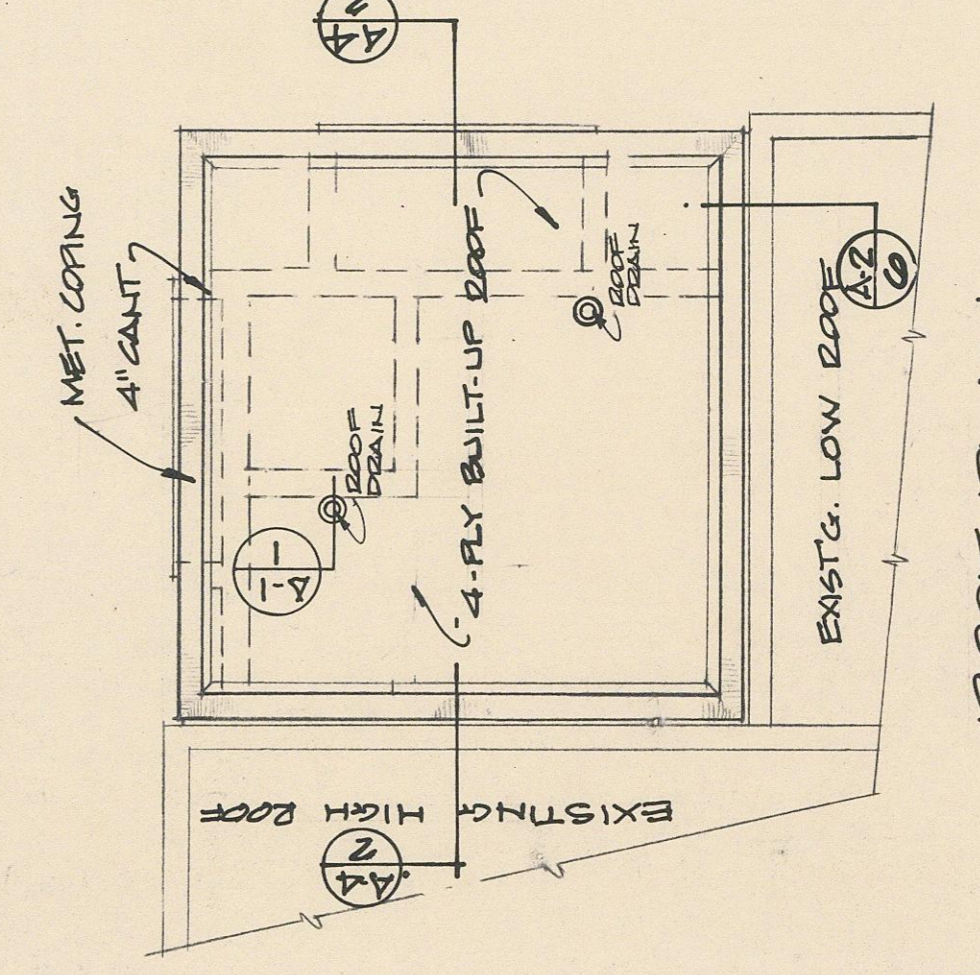 MET. COPING
4" CANT
ROOF
DRAIN
ROOF
DRAIN
4-PLY BUILT-UP ROOF
EXIST'G. LOW ROOF
EXISTING HIGH ROOF
A-4
2
A-4
A-2
6
1
A-1